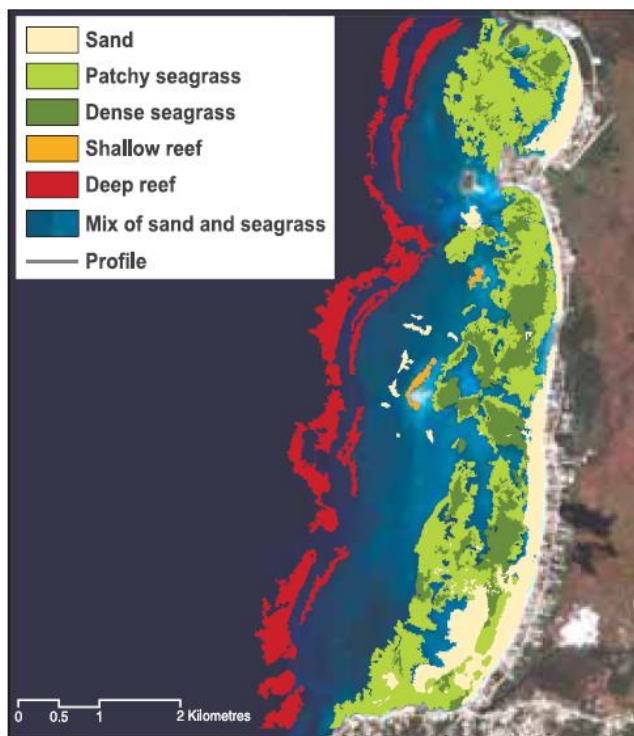 Sand
Patchy seagrass
Dense seagrass
Shallow reef
Deep reef
Mix of sand and seagrass
Profile
0 0.5 1 2 Kilometres